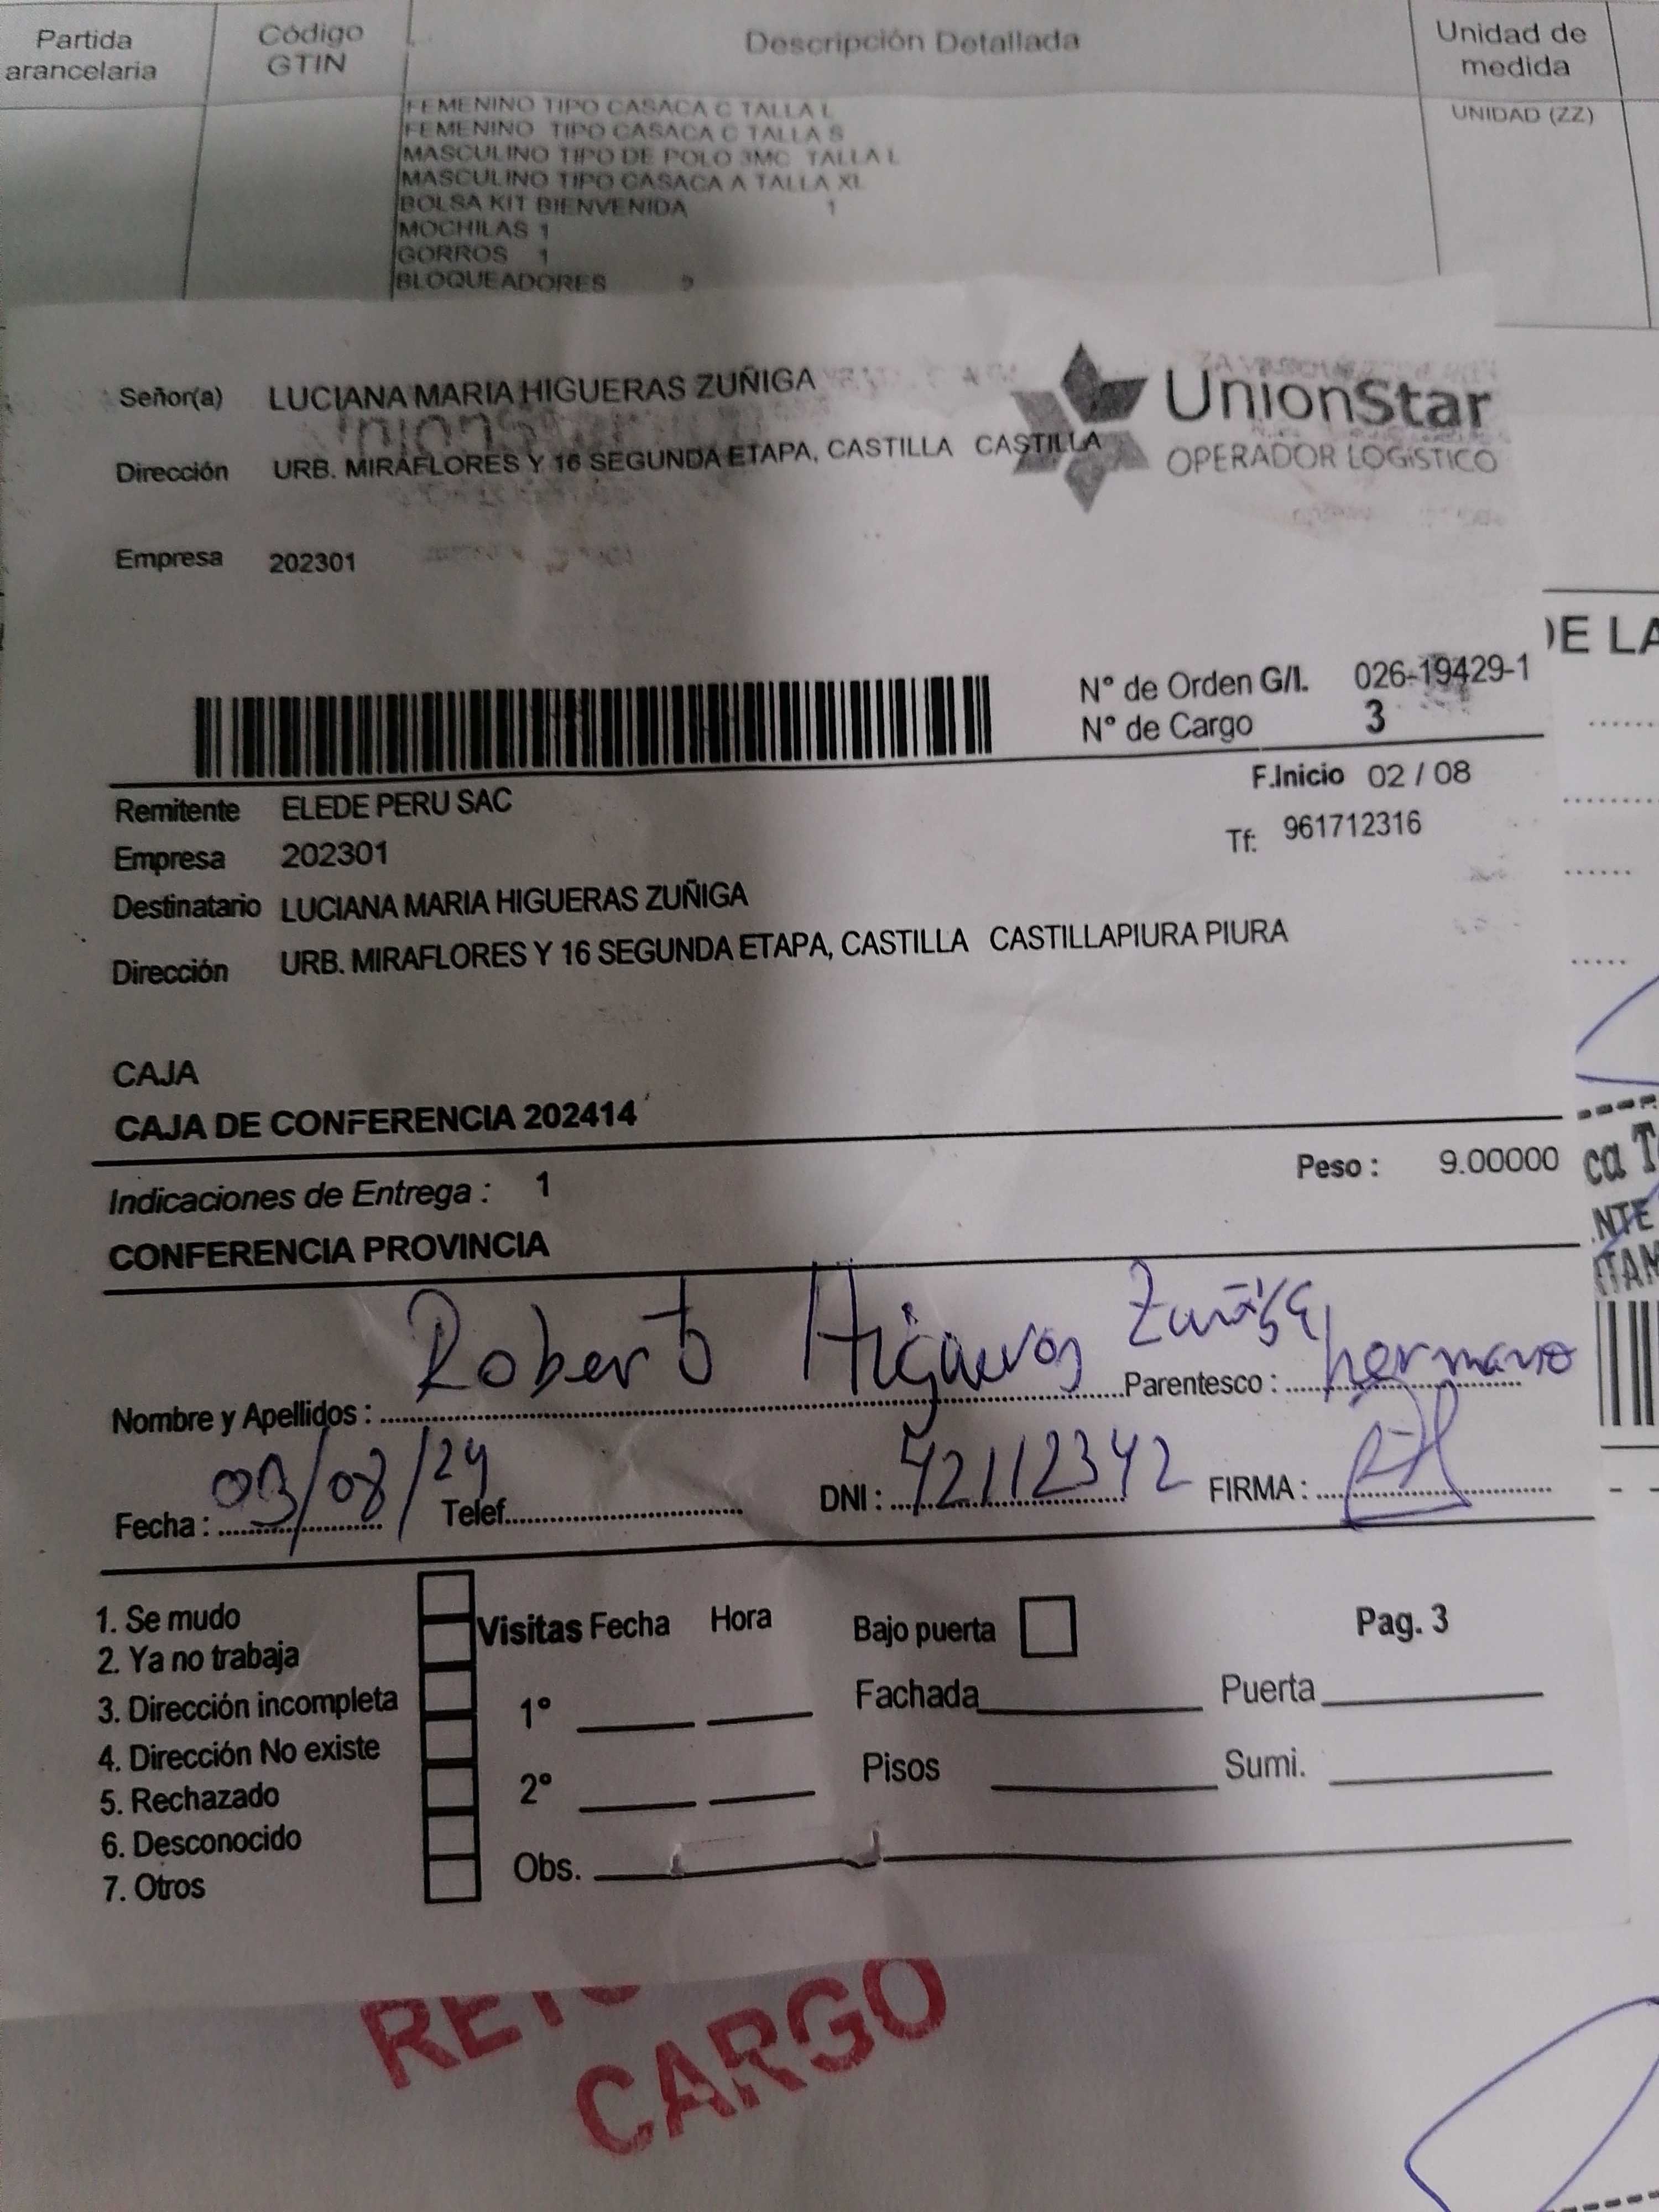 Partida arancelaria
Código GTIN
Descripción Detallada
Unidad de medida
FEMENINO TIPO CASACA C TALLA L
FEMENINO TIPO CASACA C TALLA S
MASCULINO TIPO DE POLO 3MC TALLA L
MASCULINO TIPO CASACA A TALLA XL
BOLSA KIT BIENVENIDA 1
MOCHILAS 1
GORROS 1
BLOQUEADORES
UNIDAD (ZZ)
Señor(a) LUCIANA MARIA HIGUERAS ZUÑIGA
UnionStar
OPERADOR LOGíSTICO
Dirección URB. MIRAFLORES Y 16 SEGUNDA ETAPA, CASTILLA CASTILLA
Empresa 202301
DE LA
N° de Orden G/I. 026-19429-1
N° de Cargo 3
F.Inicio 02 / 08
Remitente ELEDE PERU SAC
Tf: 961712316
Empresa 202301
Destinatario LUCIANA MARIA HIGUERAS ZUÑIGA
Dirección URB. MIRAFLORES Y 16 SEGUNDA ETAPA, CASTILLA CASTILLAPIURA PIURA
CAJA
CAJA DE CONFERENCIA 202414
Indicaciones de Entrega : 1
Peso : 9.00000
CONFERENCIA PROVINCIA
Nombre y Apellidos : Roberto Higueros Zuñiga Parentesco : hermano
Fecha : 03/08/24 Telef. DNI : 42112342 FIRMA :
1. Se mudo
2. Ya no trabaja
3. Dirección incompleta
4. Dirección No existe
5. Rechazado
6. Desconocido
7. Otros
Visitas Fecha Hora
1°
2°
Obs.
Bajo puerta
Pag. 3
Fachada Puerta
Pisos Sumi.
CARGO